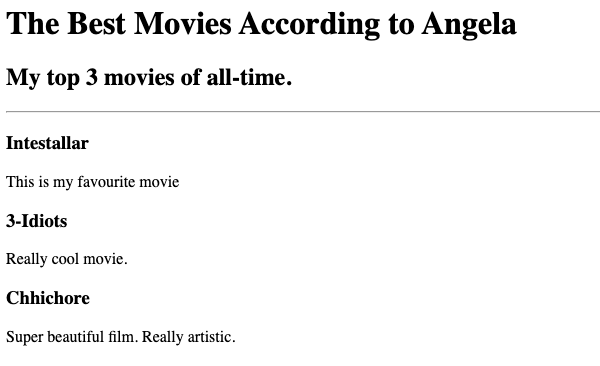 The Best Movies According to Angela
My top 3 movies of all-time.
Intestallar
This is my favourite movie
3-Idiots
Really cool movie.
Chhichore
Super beautiful film. Really artistic.